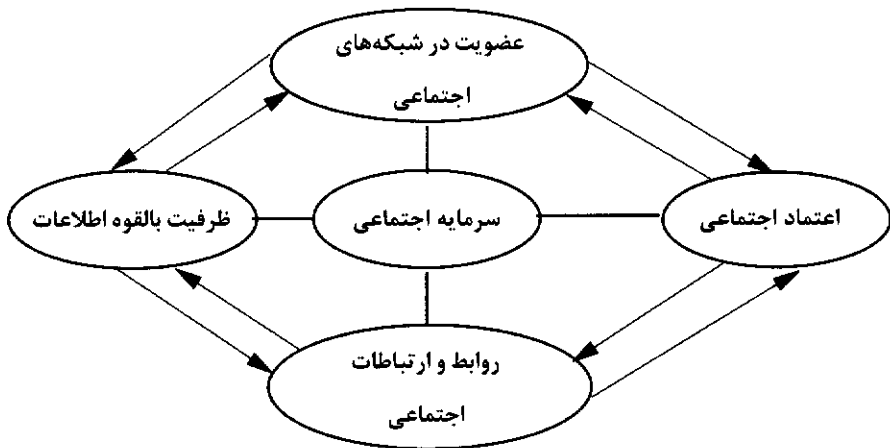 عضویت در شبکه‌های
اجتماعی
اعتماد اجتماعی
سرمایه اجتماعی
ظرفیت بالقوه اطلاعات
روابط و ارتباطات
اجتماعی